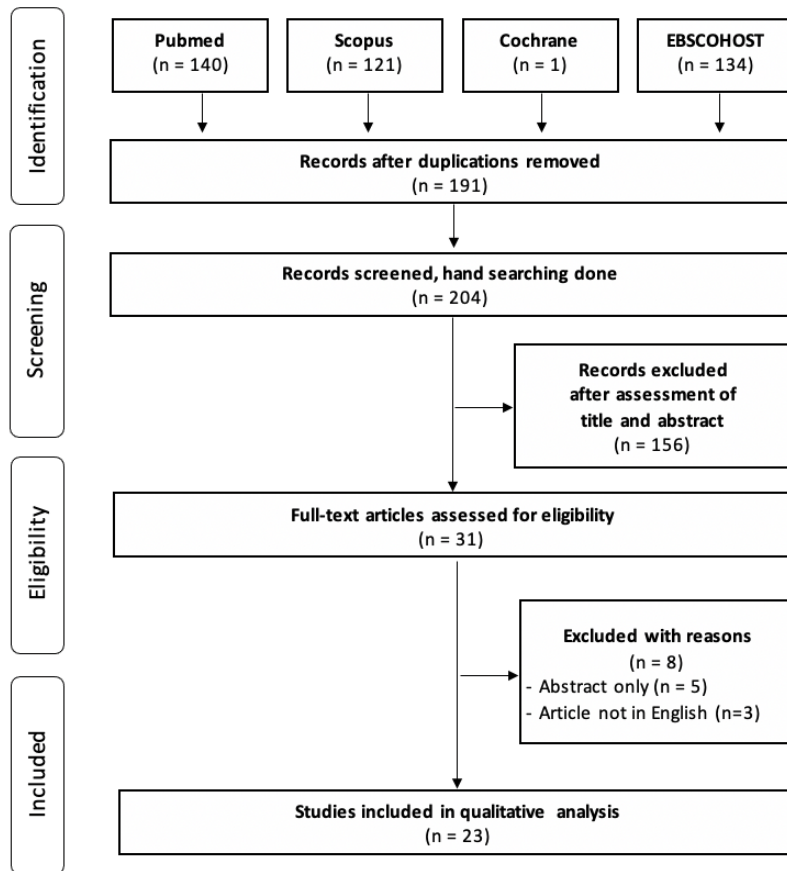 Identification
Pubmed
(n = 140)
Scopus
(n = 121)
Cochrane
(n = 1)
EBSCOHOST
(n = 134)
Records after duplications removed
(n = 191)
Screening
Records screened, hand searching done
(n = 204)
Records excluded
after assessment of
title and abstract
(n = 156)
Eligibility
Full-text articles assessed for eligibility
(n = 31)
Excluded with reasons
(n = 8)
- Abstract only (n = 5)
- Article not in English (n=3)
Included
Studies included in qualitative analysis
(n = 23)